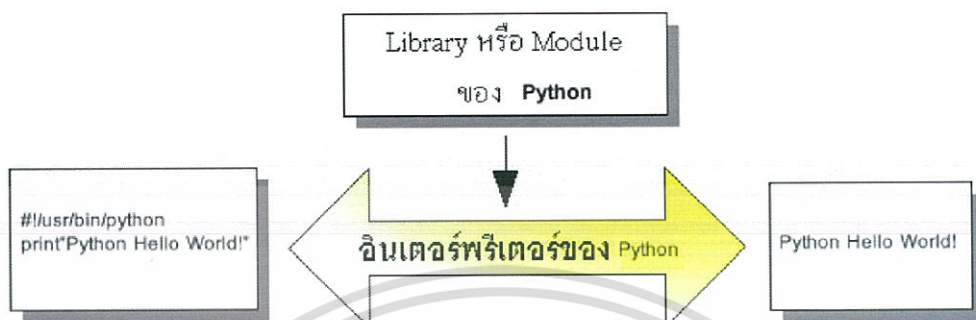 Library หรือ Module
ของ Python
#!/usr/bin/python
print"Python Hello World!"
อินเตอร์พรีเตอร์ของ Python
Python Hello World!